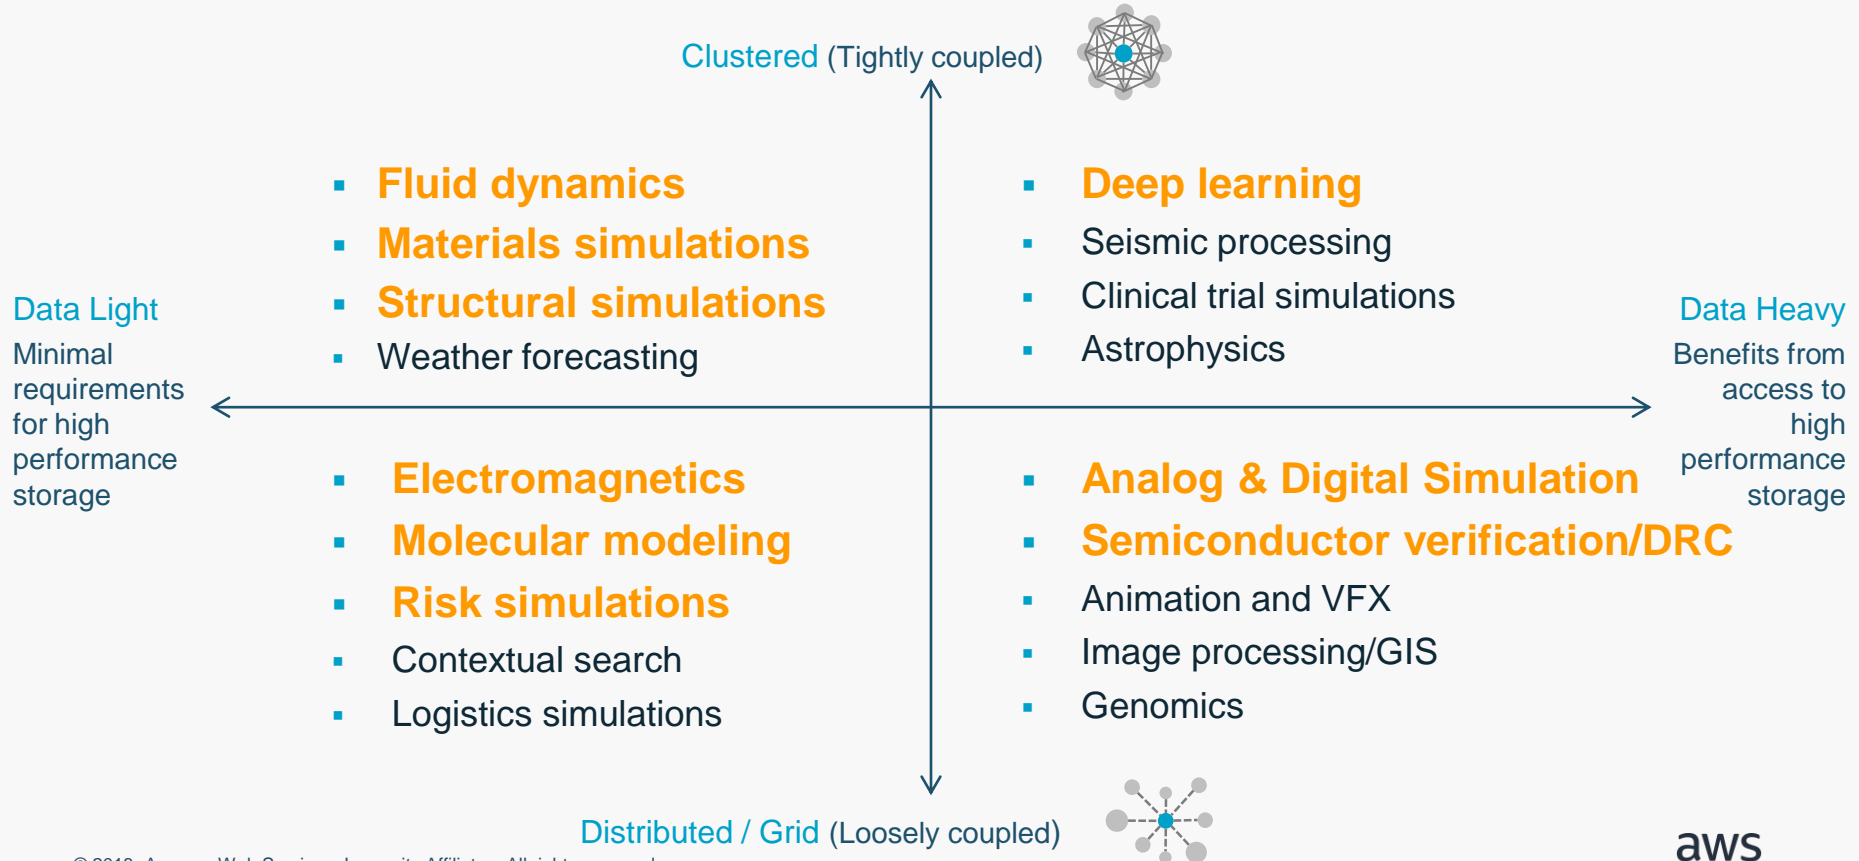 Clustered (Tightly coupled)
Fluid dynamics
Materials simulations
Structural simulations
Weather forecasting
Deep learning
Seismic processing
Clinical trial simulations
Astrophysics
Data Light
Minimal
requirements
for high
performance
storage
Data Heavy
Benefits from
access to
high
performance
storage
Electromagnetics
Molecular modeling
Risk simulations
Contextual search
Logistics simulations
Analog & Digital Simulation
Semiconductor verification/DRC
Animation and VFX
Image processing/GIS
Genomics
Distributed / Grid (Loosely coupled)
aws